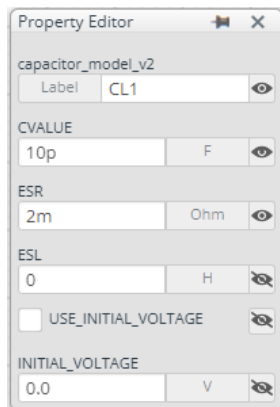 Property Editor
capacitor_model_v2
Label CL1
CVALUE
10p F
ESR
2m Ohm
ESL
0 H
USE_INITIAL_VOLTAGE
INITIAL_VOLTAGE
0.0 V